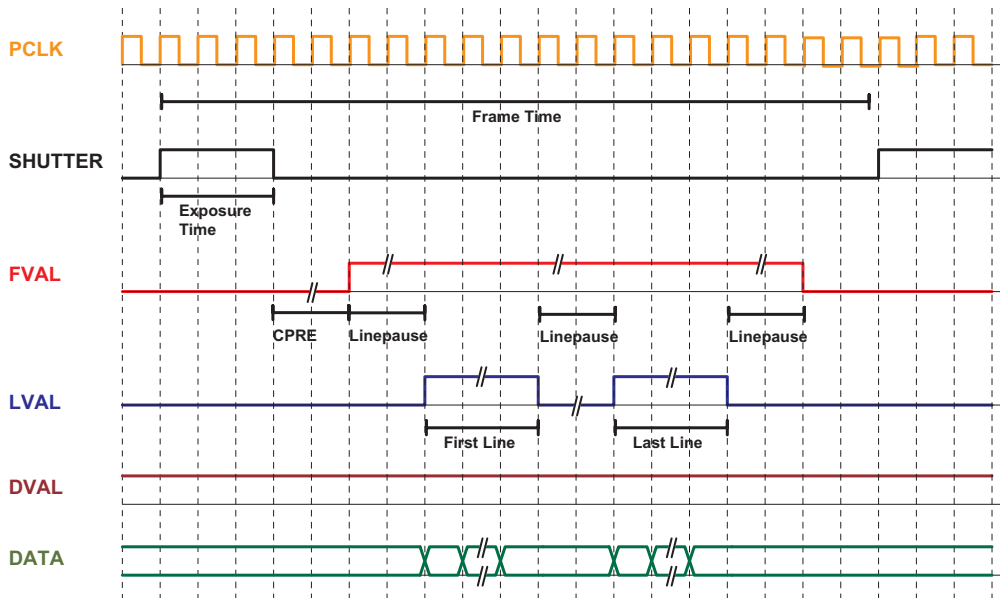 PCLK
Frame Time
SHUTTER
Exposure
Time
FVAL
CPRE
Linepause
Linepause
Linepause
LVAL
First Line
Last Line
DVAL
DATA